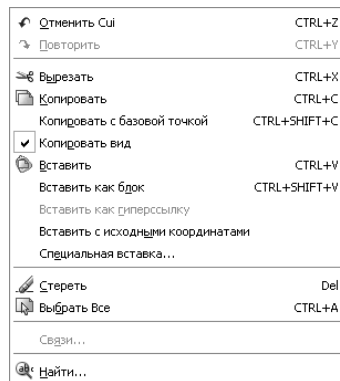 Отменить Cui CTRL+Z
Повторить CTRL+Y
Вырезать CTRL+X
Копировать CTRL+C
Копировать с базовой точкой CTRL+SHIFT+C
Копировать вид
Вставить CTRL+V
Вставить как блок CTRL+SHIFT+V
Вставить как гиперссылку
Вставить с исходными координатами
Специальная вставка...
Стереть Del
Выбрать Все CTRL+A
Связи...
abc Найти...